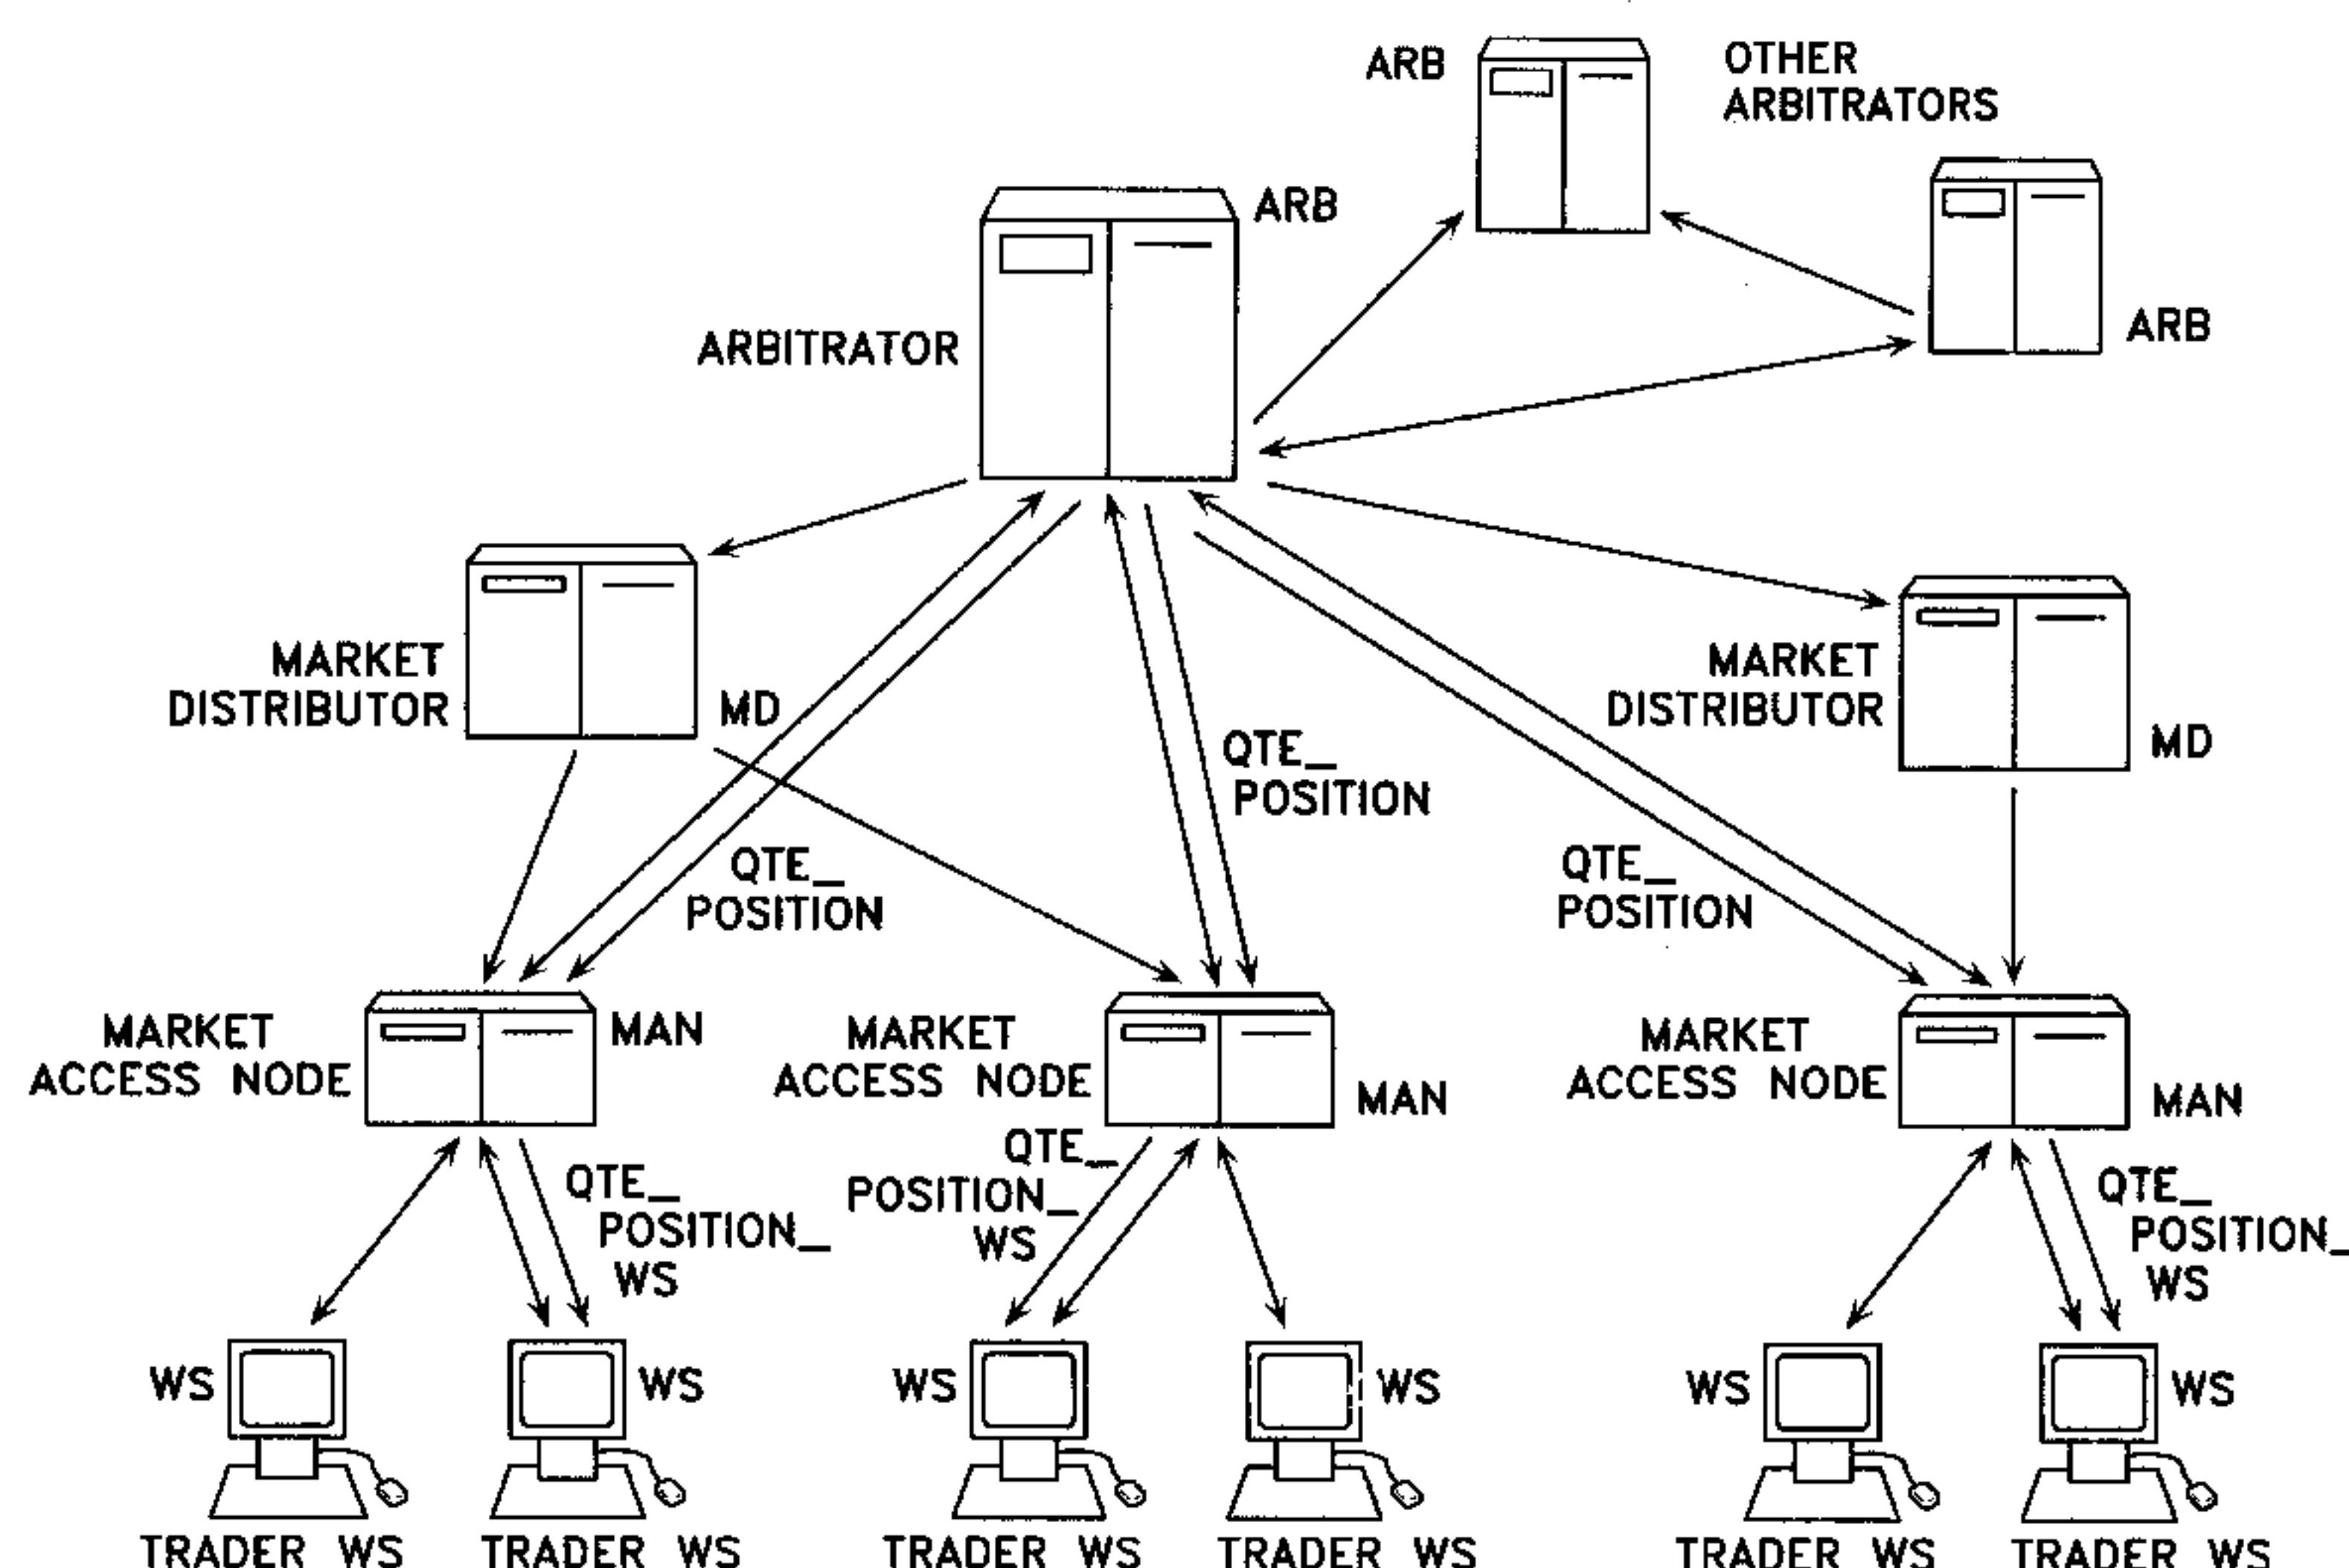 ARB
OTHER
ARBITRATORS
ARB
ARBITRATOR
ARB
MARKET
DISTRIBUTOR
MD
MARKET
DISTRIBUTOR
MD
QTE_
POSITION
QTE_
POSITION
QTE_
POSITION
MARKET
ACCESS NODE
MAN
MARKET
ACCESS NODE
MAN
MARKET
ACCESS NODE
MAN
QTE_
POSITION_
WS
QTE_
POSITION_
WS
QTE_
POSITION_
WS
WS
WS
WS
WS
WS
WS
TRADER WS
TRADER WS
TRADER WS
TRADER WS
TRADER WS
TRADER WS